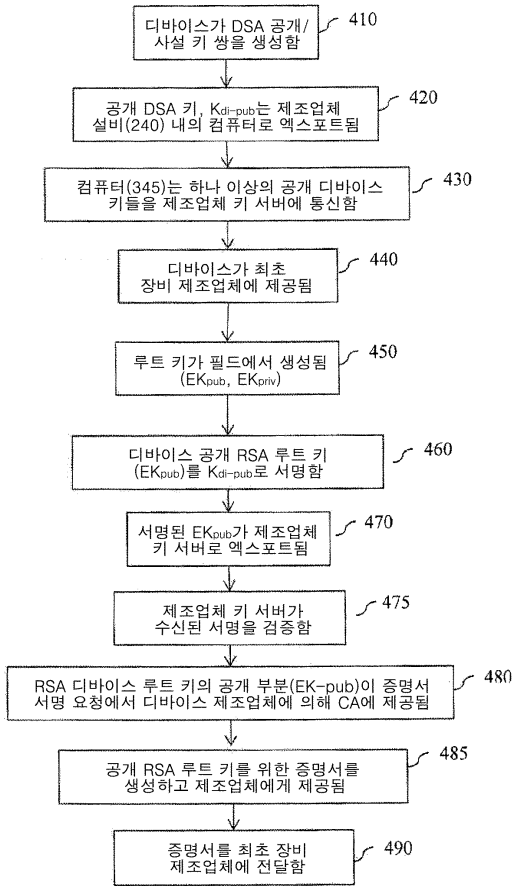 디바이스가 DSA 공개/
사설 키 쌍을 생성함
410
공개 DSA 키, Kdi-pub는 제조업체
설비(240) 내의 컴퓨터로 엑스포트됨
420
컴퓨터(345)는 하나 이상의 공개 디바이스
키들을 제조업체 키 서버에 통신함
430
디바이스가 최초
장비 제조업체에 제공됨
440
루트 키가 필드에서 생성됨
(EKpub, EKpriv)
450
디바이스 공개 RSA 루트 키
(EKpub)를 Kdi-pub로 서명함
460
서명된 EKpub가 제조업체
키 서버로 엑스포트됨
470
제조업체 키 서버가
수신된 서명을 검증함
475
RSA 디바이스 루트 키의 공개 부분(EK-pub)이 증명서
서명 요청에서 디바이스 제조업체에 의해 CA에 제공됨
480
공개 RSA 루트 키를 위한 증명서를
생성하고 제조업체에게 제공됨
485
증명서를 최초 장비
제조업체에 전달함
490